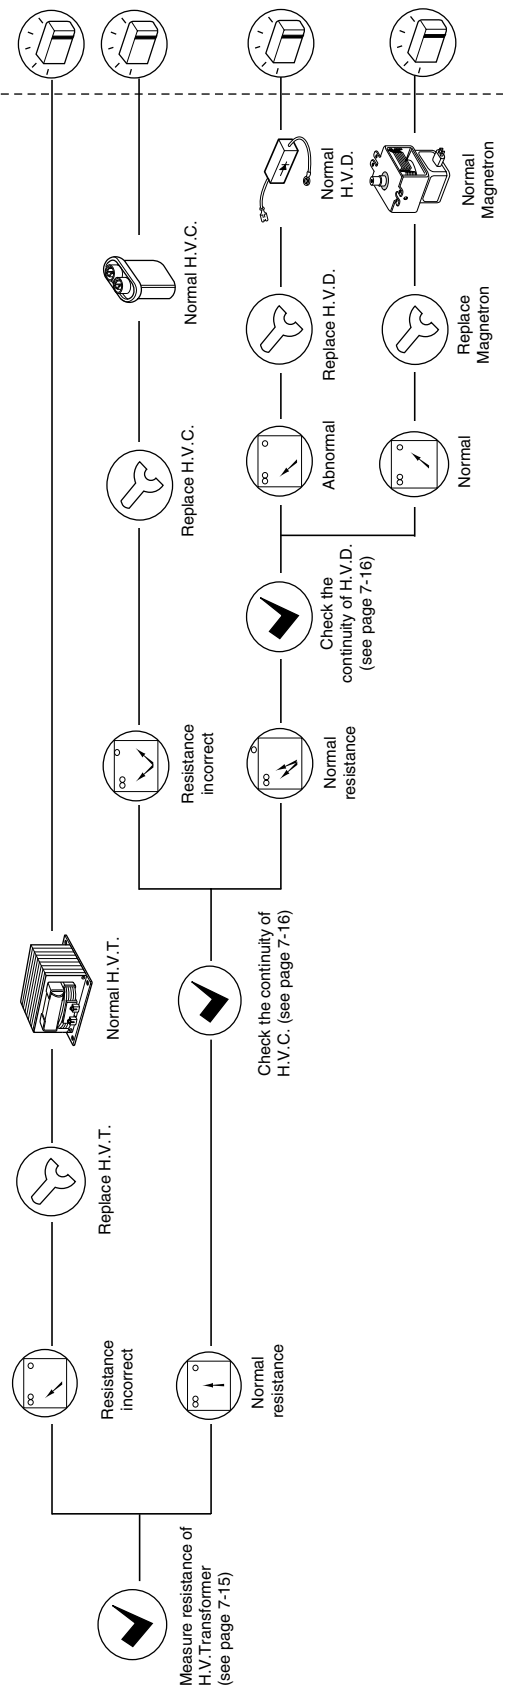 Measure resistance of
H.V.Transformer
(see page 7-15)
Resistance
incorrect
Replace H.V.T.
Normal H.V.T.
Normal
resistance
Check the continuity of
H.V.C. (see page 7-16)
Resistance
incorrect
Replace H.V.C.
Normal H.V.C.
Normal
resistance
Check the
continuity of H.V.D.
(see page 7-16)
Abnormal
Replace H.V.D.
Normal
H.V.D.
Normal
Replace
Magnetron
Normal
Magnetron